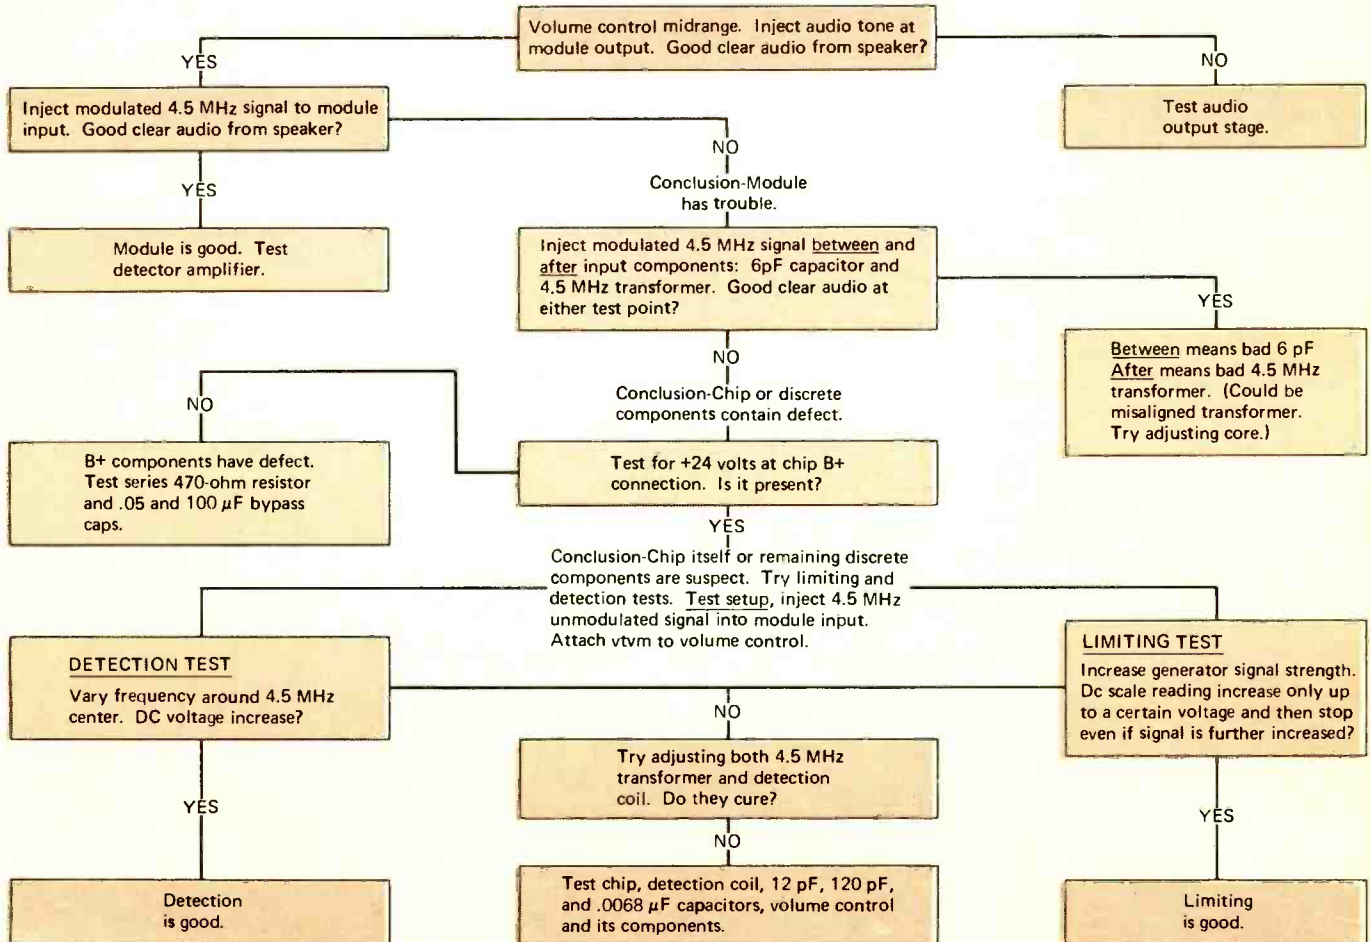 Volume control midrange. Inject audio tone at
module output. Good clear audio from speaker?
YES
NO
Inject modulated 4.5 MHz signal to module
input. Good clear audio from speaker?
Test audio
output stage.
NO
YES
Conclusion-Module
has trouble.
Module is good. Test
detector amplifier.
Inject modulated 4.5 MHz signal between and
after input components: 6pF capacitor and
4.5 MHz transformer. Good clear audio at
either test point?
YES
Between means bad 6 pF
After means bad 4.5 MHz
transformer. (Could be
misaligned transformer.
Try adjusting core.)
NO
Conclusion-Chip or discrete
components contain defect.
NO
B+ components have defect.
Test series 470-ohm resistor
and .05 and 100 μF bypass
caps.
Test for +24 volts at chip B+
connection. Is it present?
YES
Conclusion-Chip itself or remaining discrete
components are suspect. Try limiting and
detection tests. Test setup, inject 4.5 MHz
unmodulated signal into module input.
Attach vtvm to volume control.
DETECTION TEST
Vary frequency around 4.5 MHz
center. DC voltage increase?
LIMITING TEST
Increase generator signal strength.
Dc scale reading increase only up
to a certain voltage and then stop
even if signal is further increased?
NO
Try adjusting both 4.5 MHz
transformer and detection
coil. Do they cure?
YES
YES
NO
Detection
is good.
Test chip, detection coil, 12 pF, 120 pF,
and .0068 μF capacitors, volume control
and its components.
Limiting
is good.